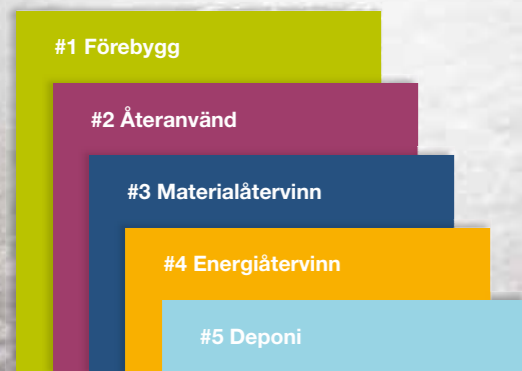 #1 Förebygg
#2 Återanvänd
#3 Materialåtervinn
#4 Energiåtervinn
#5 Deponi